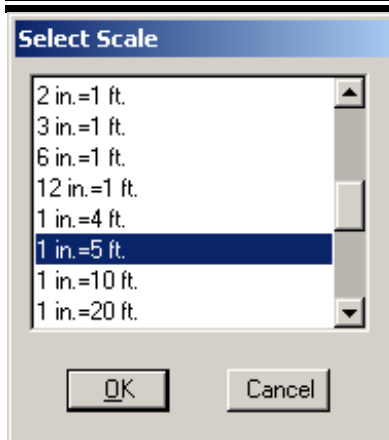 Select Scale
2 in.=1 ft.
3 in.=1 ft.
6 in.=1 ft.
12 in.=1 ft.
1 in.=4 ft.
1 in.=5 ft.
1 in.=10 ft.
1 in.=20 ft.
OK Cancel